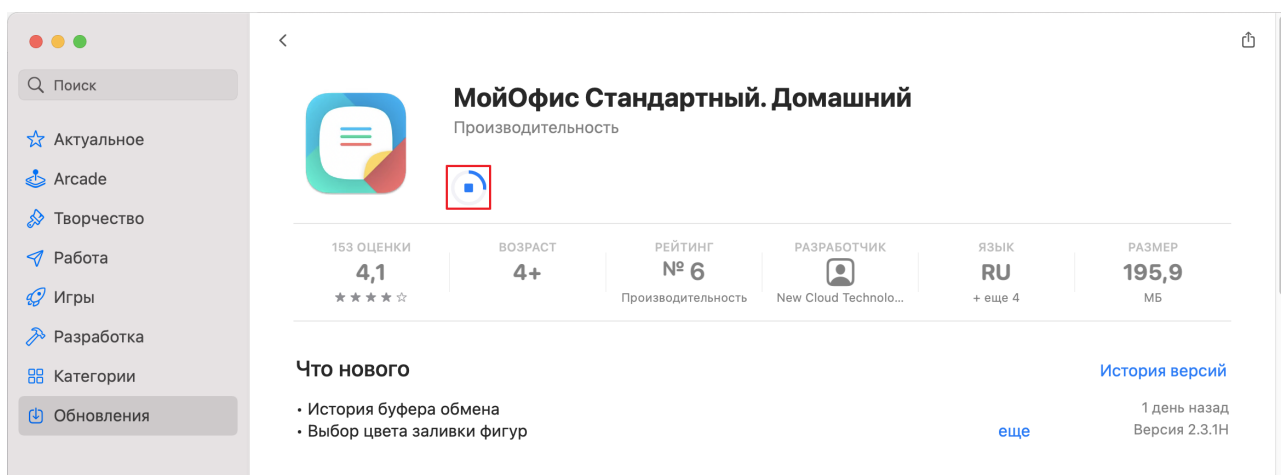 Поиск
Актуальное
Arcade
Творчество
Работа
Игры
Разработка
Категории
Обновления
МойОфис Стандартный. Домашний
Производительность
153 ОЦЕНКИ
4,1
ВОЗРАСТ
4+
РЕЙТИНГ
№ 6
Производительность
РАЗРАБОТЧИК
New Cloud Technolo...
ЯЗЫК
RU
+ еще 4
РАЗМЕР
195,9
МБ
Что нового
История версий
• История буфера обмена
• Выбор цвета заливки фигур
еще
1 день назад
Версия 2.3.1H